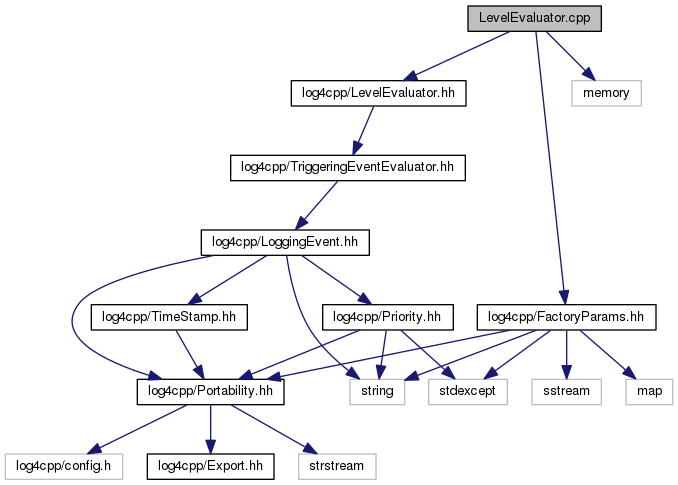 LevelEvaluator.cpp
log4cpp/LevelEvaluator.hh
memory
log4cpp/TriggeringEventEvaluator.hh
log4cpp/LoggingEvent.hh
log4cpp/TimeStamp.hh
log4cpp/Priority.hh
log4cpp/FactoryParams.hh
log4cpp/Portability.hh
string
stdexcept
sstream
map
log4cpp/config.h
log4cpp/Export.hh
strstream